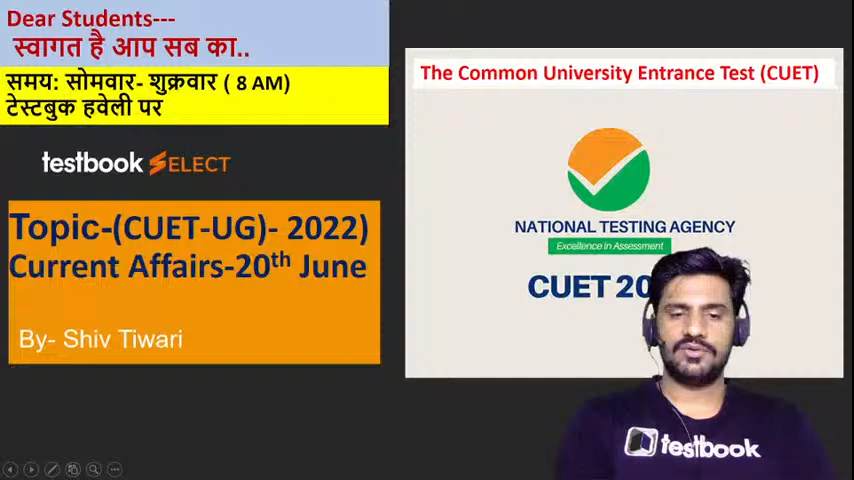 Dear Students---
स्वागत है आप सब का..
समय: सोमवार- शुक्रवार ( 8 AM)
टेस्टबुक हवेली पर
testbook SELECT
Topic-(CUET-UG)- 2022)
Current Affairs-20th June
By- Shiv Tiwari
The Common University Entrance Test (CUET)
NATIONAL TESTING AGENCY
Excellence in Assessment
CUET 20
testbook